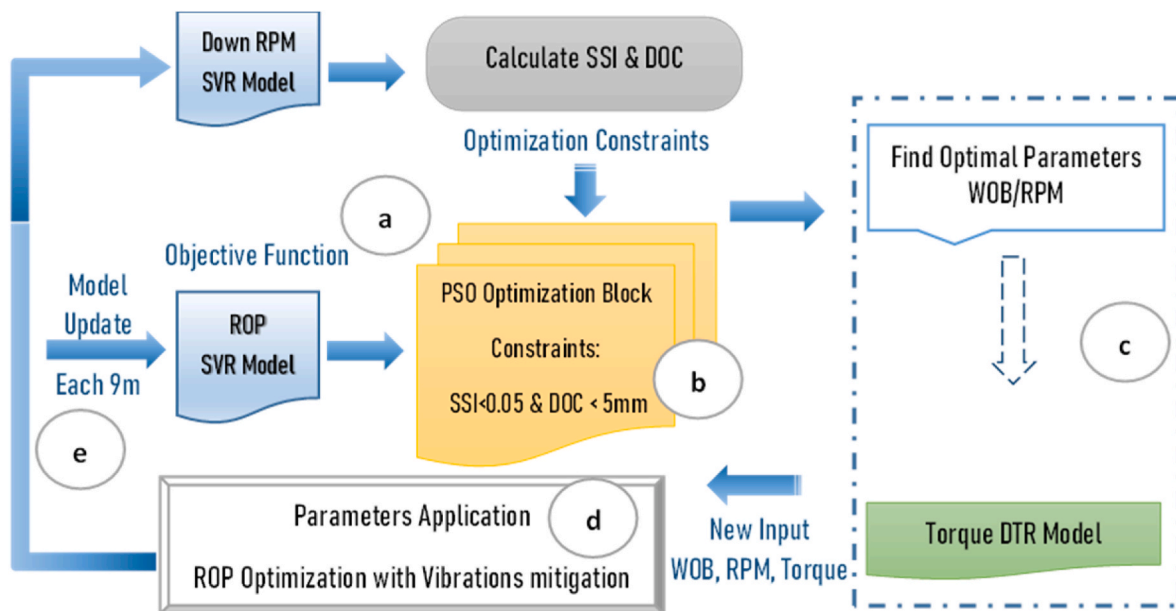 Down RPM
SVR Model
Calculate SSI & DOC
Optimization Constraints
Find Optimal Parameters
WOB/RPM
a
Objective Function
Model
Update
Each 9m
ROP
SVR Model
PSO Optimization Block
Constraints:
SSI<0.05 & DOC < 5mm
b
c
e
Parameters Application
d
ROP Optimization with Vibrations mitigation
New Input
WOB, RPM, Torque
Torque DTR Model